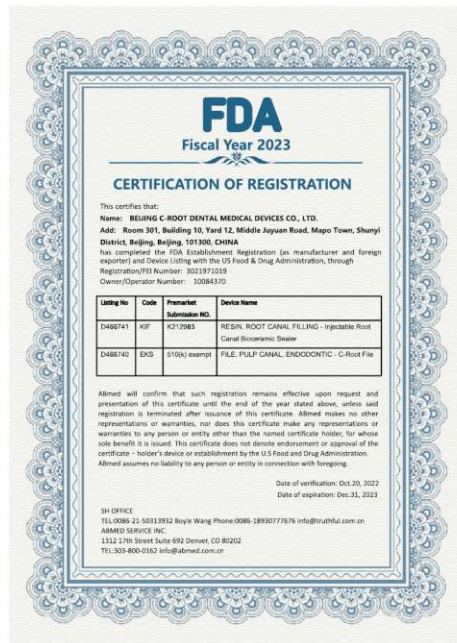 FDA
Fiscal Year 2023
CERTIFICATION OF REGISTRATION
This certifies that:
Name: BEIJING C-ROOT DENTAL MEDICAL DEVICES CO., LTD.
Add: Room 301, Building 10, Yard 12, Middle Juyuan Road, Mapo Town, Shunyi
District, Beijing, Beijing, 101300, CHINA
has completed the FDA Establishment Registration (as manufacturer and foreign
exporter) and Device Listing with the US Food & Drug Administration, through
Registration/FEI Number: 3021971019
Owner/Operator Number: 10084370
Listing No Code Premarket Submission NO. Device Name
D466741 KIF K212983 RESIN, ROOT CANAL FILLING - Injectable Root
Canal Bioceramic Sealer
D466740 EKS 510(k) exempt FILE, PULP CANAL, ENDODONTIC - C-Root File
ABmed will confirm that such registration remains effective upon request and
presentation of this certificate until the end of the year stated above, unless said
registration is terminated after issuance of this certificate. ABmed makes no other
representations or warranties, nor does this certificate make any representations or
warranties to any person or entity other than the named certificate holder, for whose
sole benefit it is issued. This certificate does not denote endorsement or approval of the
certificate - holder's device or establishment by the U.S Food and Drug Administration.
ABmed assumes no liability to any person or entity in connection with foregoing.
Date of verification: Oct.20, 2022
Date of expiration: Dec.31, 2023
SH OFFICE
TEL:0086-21-50313932 Boyle Wang Phone:0086-18930777676 info@truthful.com.cn
ABMED SERVICE INC.
1312 17th Street Suite 692 Denver, CO 80202
TEL:303-800-0162 info@abmed.com.cn